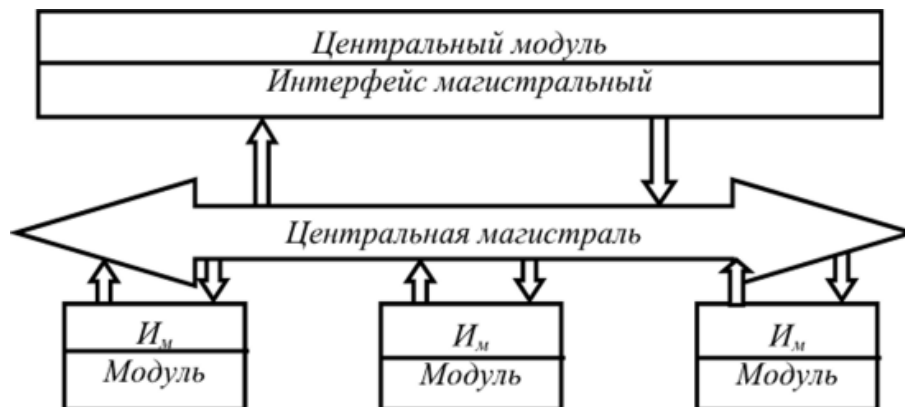 Центральный модуль
Интерфейс магистральный
Центральная магистраль
Им Им Им
Модуль Модуль Модуль